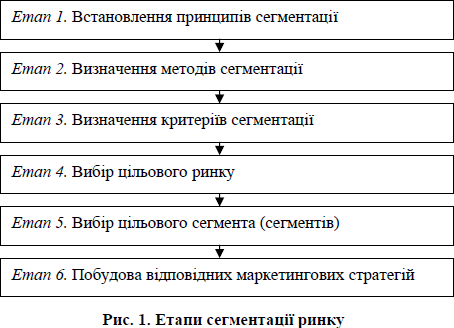 Етап 1. Встановлення принципів сегментації
Етап 2. Визначення методів сегментації
Етап 3. Визначення критеріїв сегментації
Етап 4. Вибір цільового ринку
Етап 5. Вибір цільового сегмента (сегментів)
Етап 6. Побудова відповідних маркетингових стратегій
Рис. 1. Етапи сегментації ринку